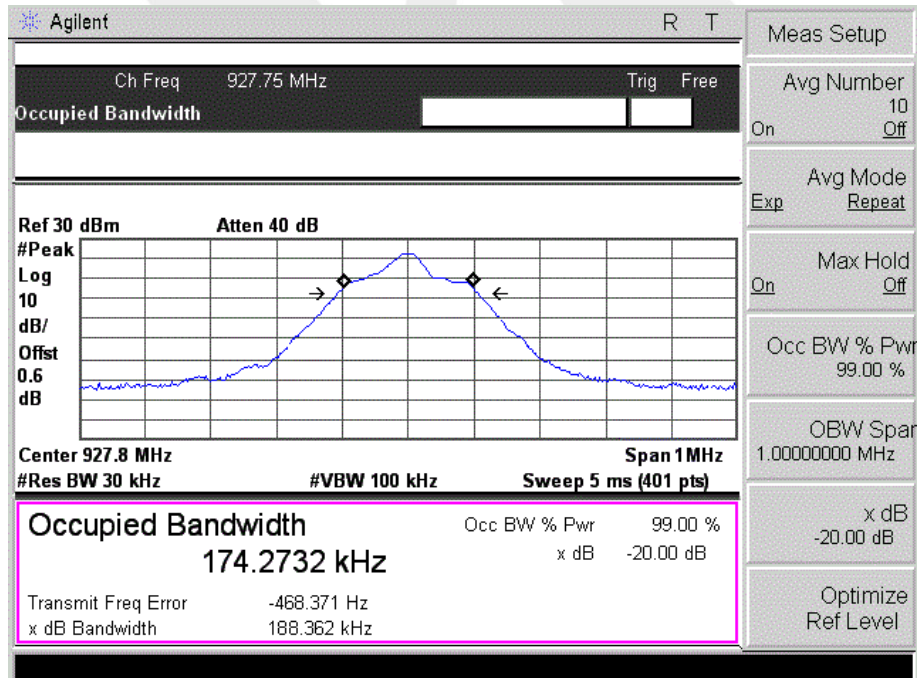 Agilent
R T
Ch Freq 927.75 MHz Trig Free
Occupied Bandwidth
Ref 30 dBm Atten 40 dB
#Peak
Log
10
dB/
Offst
0.6
dB
Center 927.8 MHz Span 1 MHz
#Res BW 30 kHz #VBW 100 kHz Sweep 5 ms (401 pts)
Occupied Bandwidth
174.2732 kHz
Occ BW % Pwr 99.00 %
x dB -20.00 dB
Transmit Freq Error -468.371 Hz
x dB Bandwidth 188.362 kHz
Meas Setup
Avg Number
10
On Off
Avg Mode
Exp Repeat
Max Hold
On Off
Occ BW % Pwr
99.00 %
OBW Span
1.00000000 MHz
x dB
-20.00 dB
Optimize
Ref Level